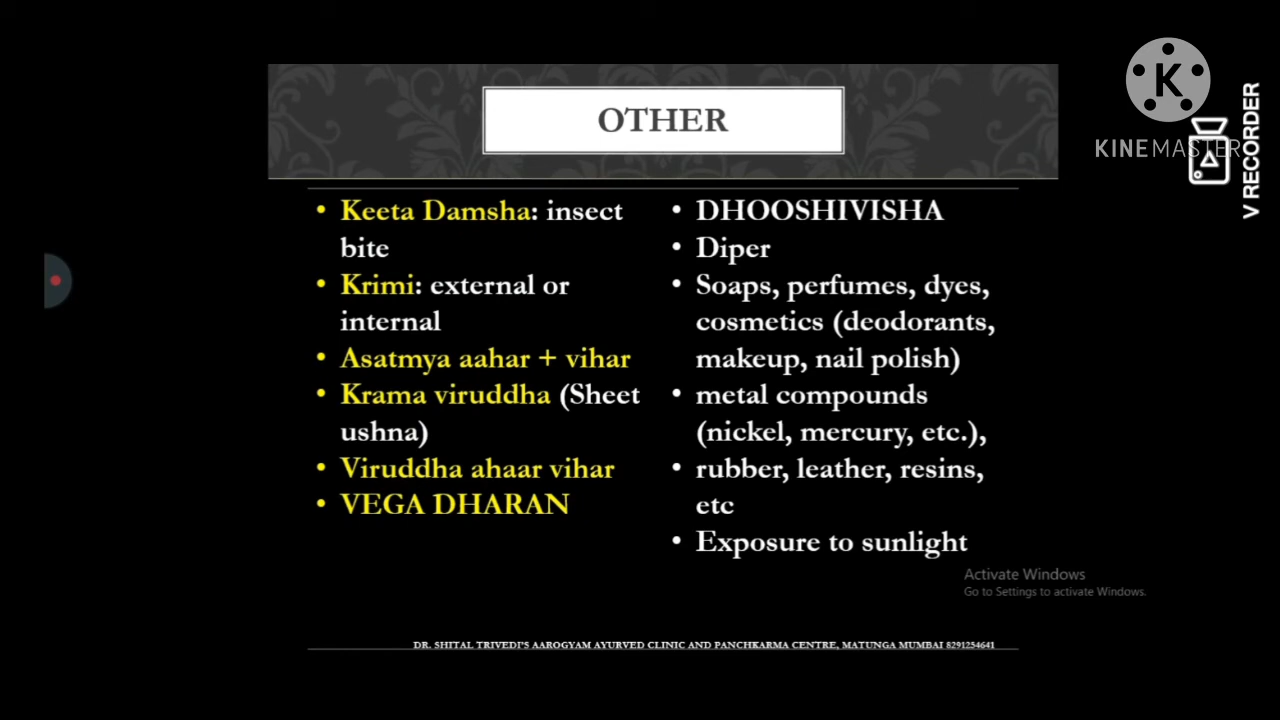 OTHER
• Keeta Damsha: insect
bite
• Krimi: external or
internal
• Asatmya aahar + vihar
• Krama viruddha (Sheet
ushna)
• Viruddha ahaar vihar
• VEGA DHARAN
• DHOOSHIVISHA
• Diper
• Soaps, perfumes, dyes,
cosmetics (deodorants,
makeup, nail polish)
• metal compounds
(nickel, mercury, etc.),
• rubber, leather, resins,
etc
• Exposure to sunlight
Activate Windows
Go to Settings to activate Windows.
DR. SHITAL TRIVEDI'S AAROGYAM AYURVED CLINIC AND PANCHKARMA CENTRE, MATUNGA MUMBAI 8291254641
K
KINEMASTER
V RECORDER